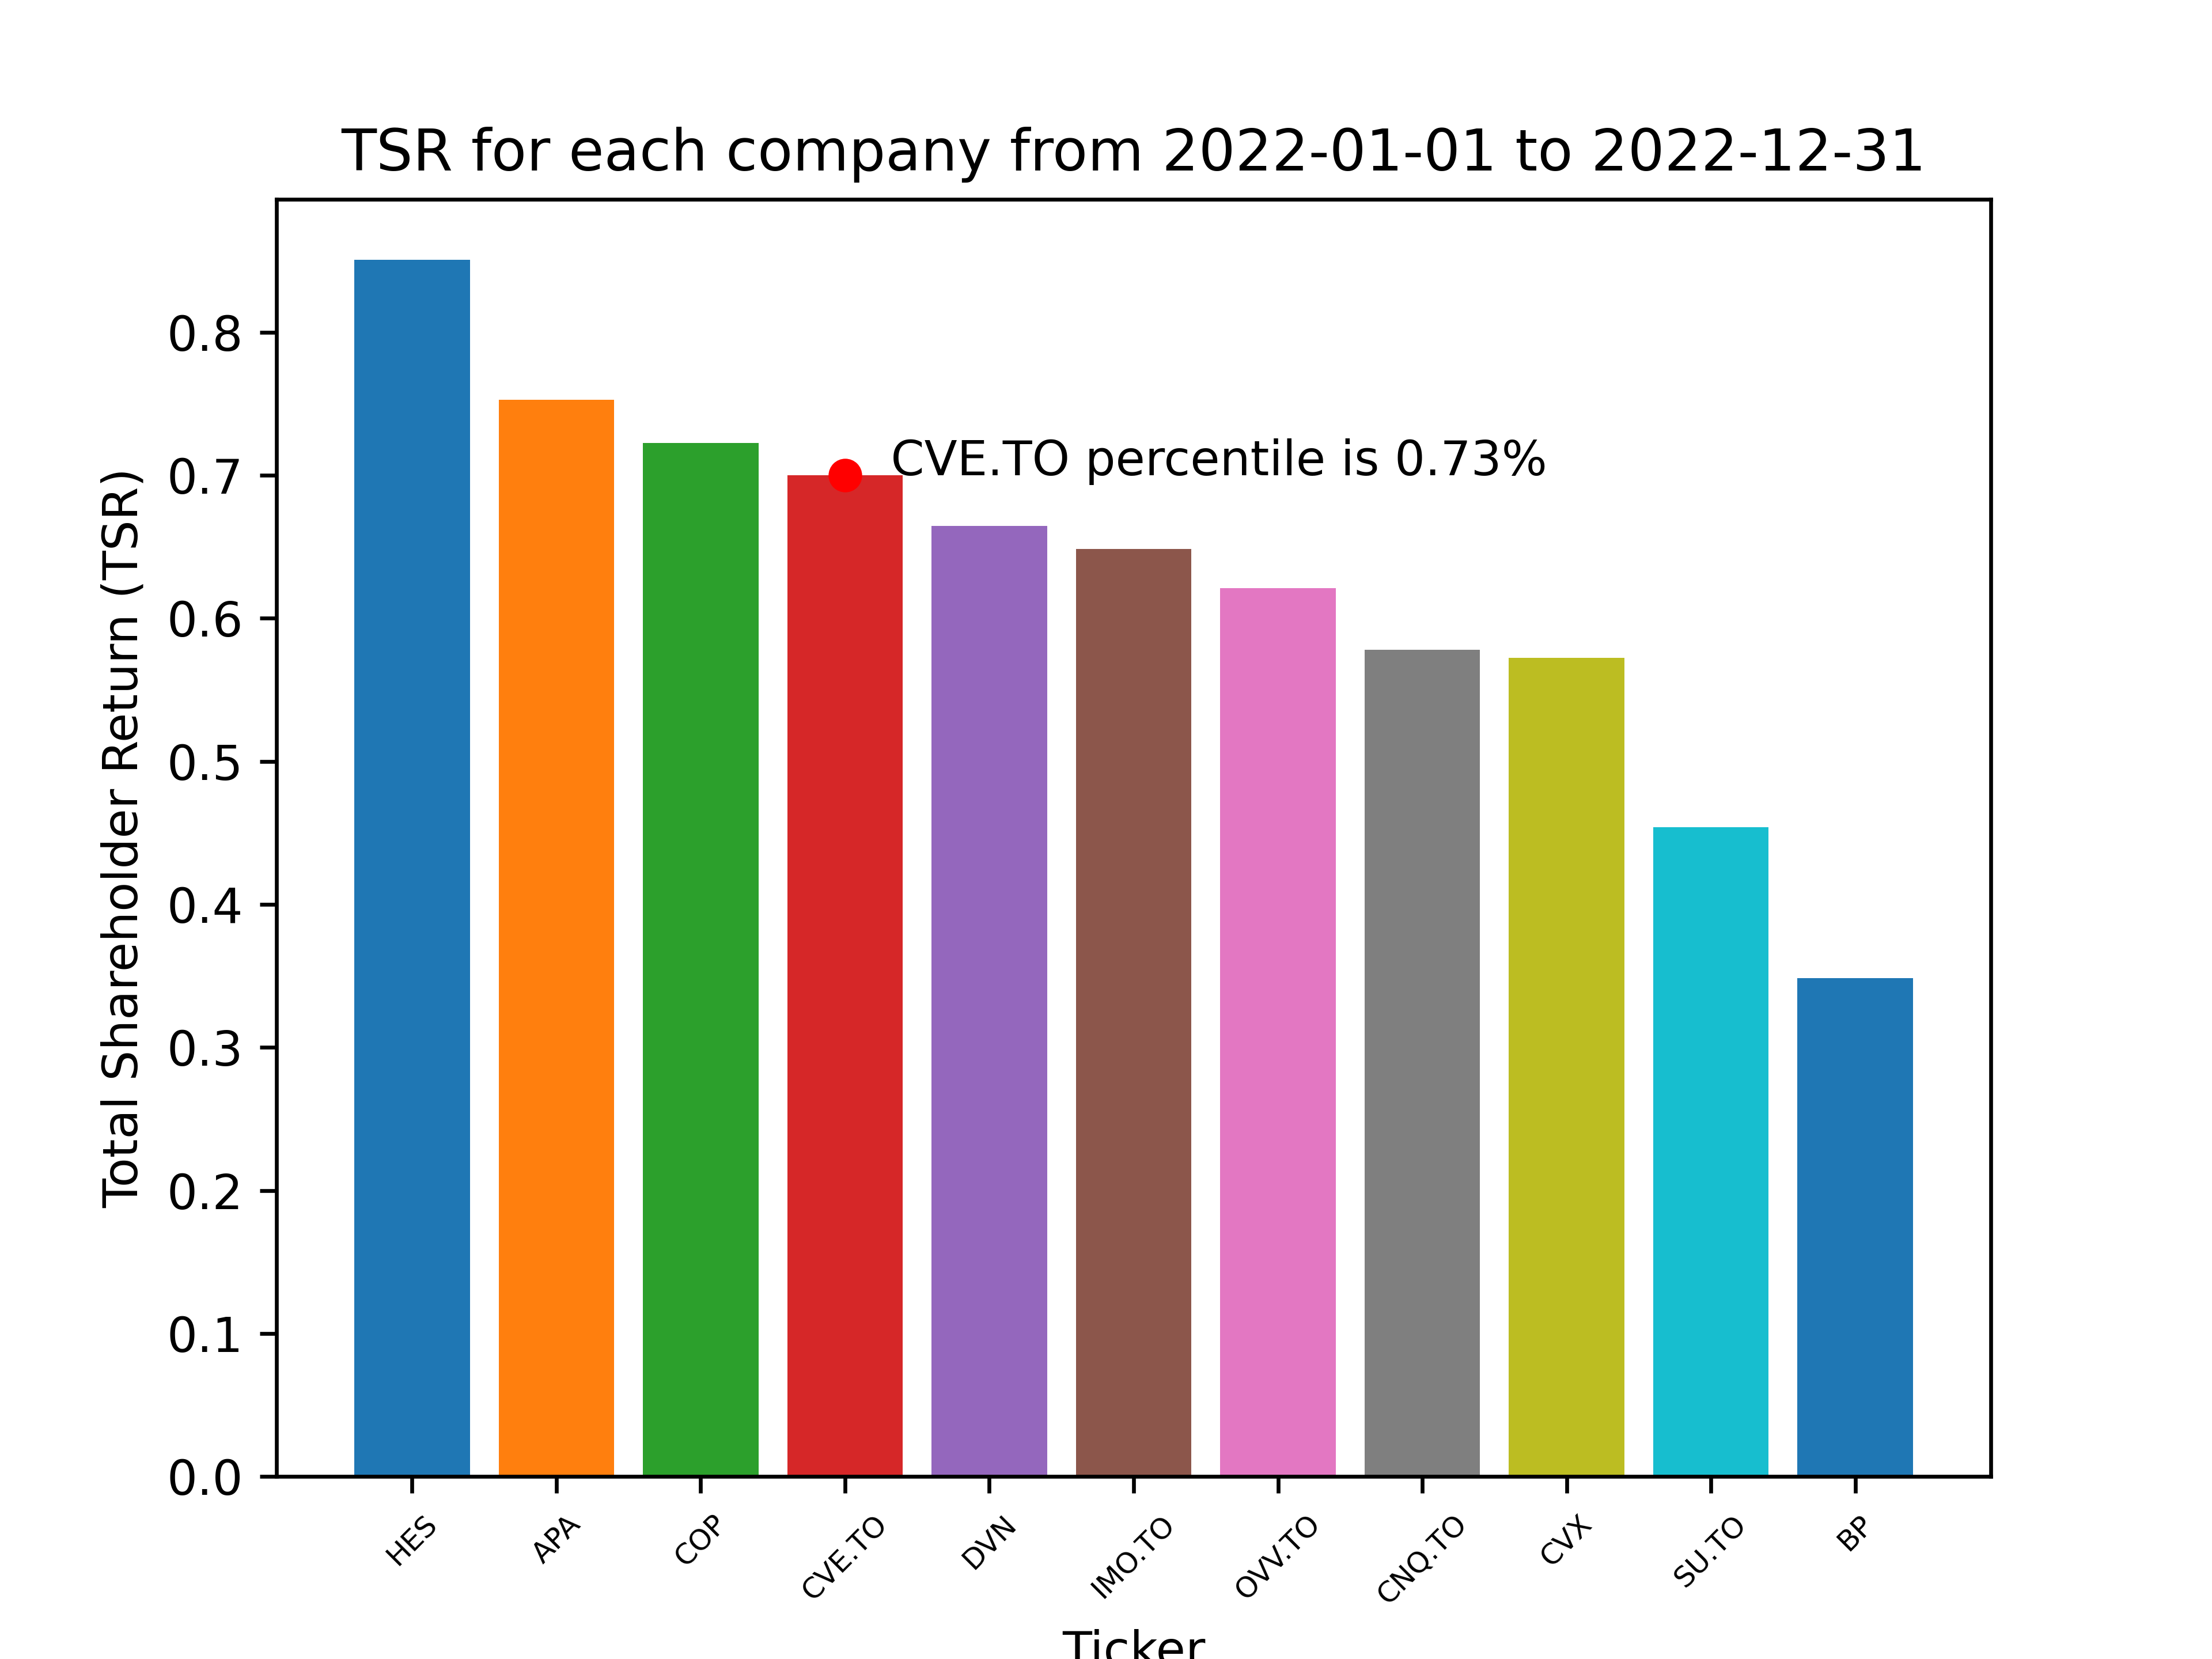 TSR for each company from 2022-01-01 to 2022-12-31
Total Shareholder Return (TSR)
0.8
0.7
0.6
0.5
0.4
0.3
0.2
0.1
0.0
CVE.TO percentile is 0.73%
HES
APA
COP
CVE.TO
DVN
IMO.TO
OVV.TO
CNQ.TO
CVX
SU.TO
BP
Ticker